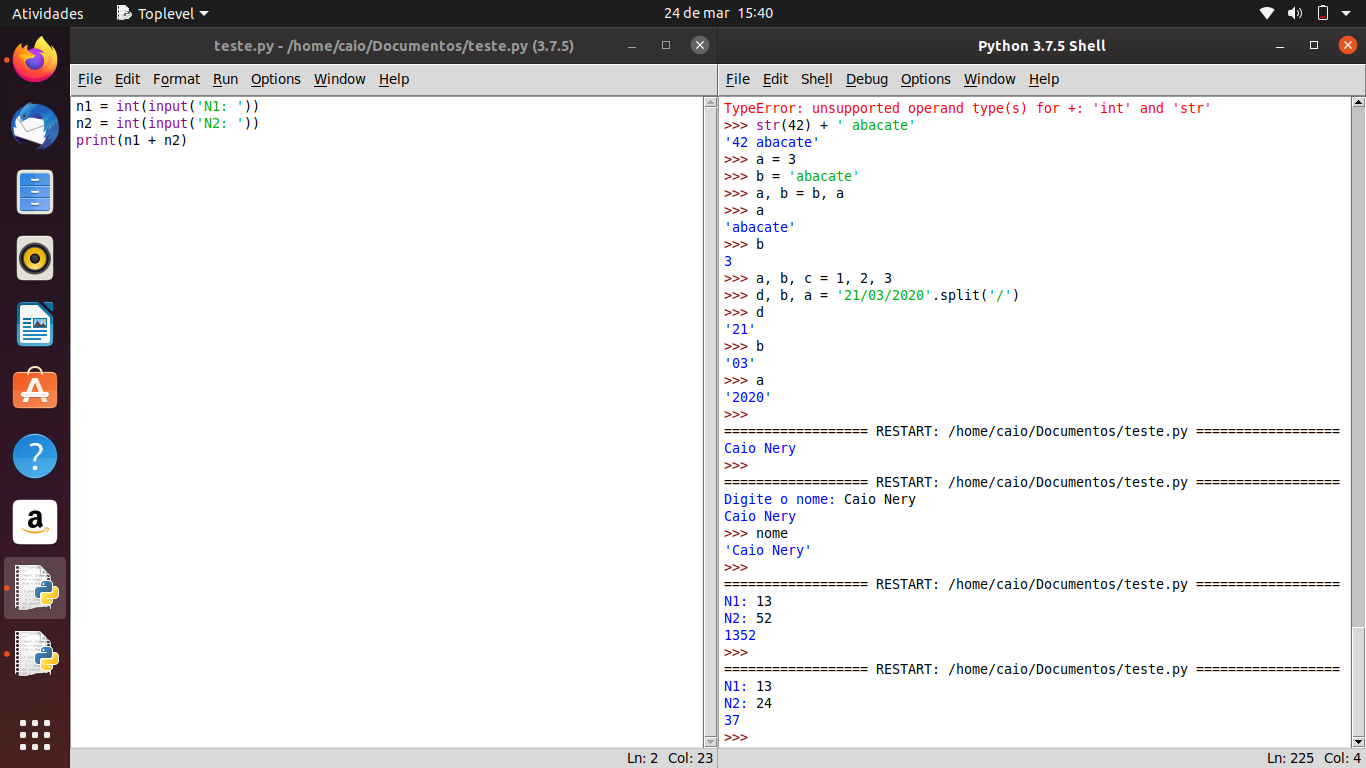 Atividades
Toplevel
24 de mar 15:40
teste.py - /home/caio/Documentos/teste.py (3.7.5)
File Edit Format Run Options Window Help
n1 = int(input('N1: '))
n2 = int(input('N2: '))
print(n1 + n2)
Ln: 2 Col: 23
Python 3.7.5 Shell
File Edit Shell Debug Options Window Help
TypeError: unsupported operand type(s) for +: 'int' and 'str'
>>> str(42) + ' abacate'
'42 abacate'
>>> a = 3
>>> b = 'abacate'
>>> a, b = b, a
>>> a
'abacate'
>>> b
3
>>> a, b, c = 1, 2, 3
>>> d, b, a = '21/03/2020'.split('/')
>>> d
'21'
>>> b
'03'
>>> a
'2020'
>>>
================== RESTART: /home/caio/Documentos/teste.py ==================
Caio Nery
>>>
================== RESTART: /home/caio/Documentos/teste.py ==================
Digite o nome: Caio Nery
Caio Nery
>>> nome
'Caio Nery'
>>>
================== RESTART: /home/caio/Documentos/teste.py ==================
N1: 13
N2: 52
1352
>>>
================== RESTART: /home/caio/Documentos/teste.py ==================
N1: 13
N2: 24
37
>>>
Ln: 225 Col: 4